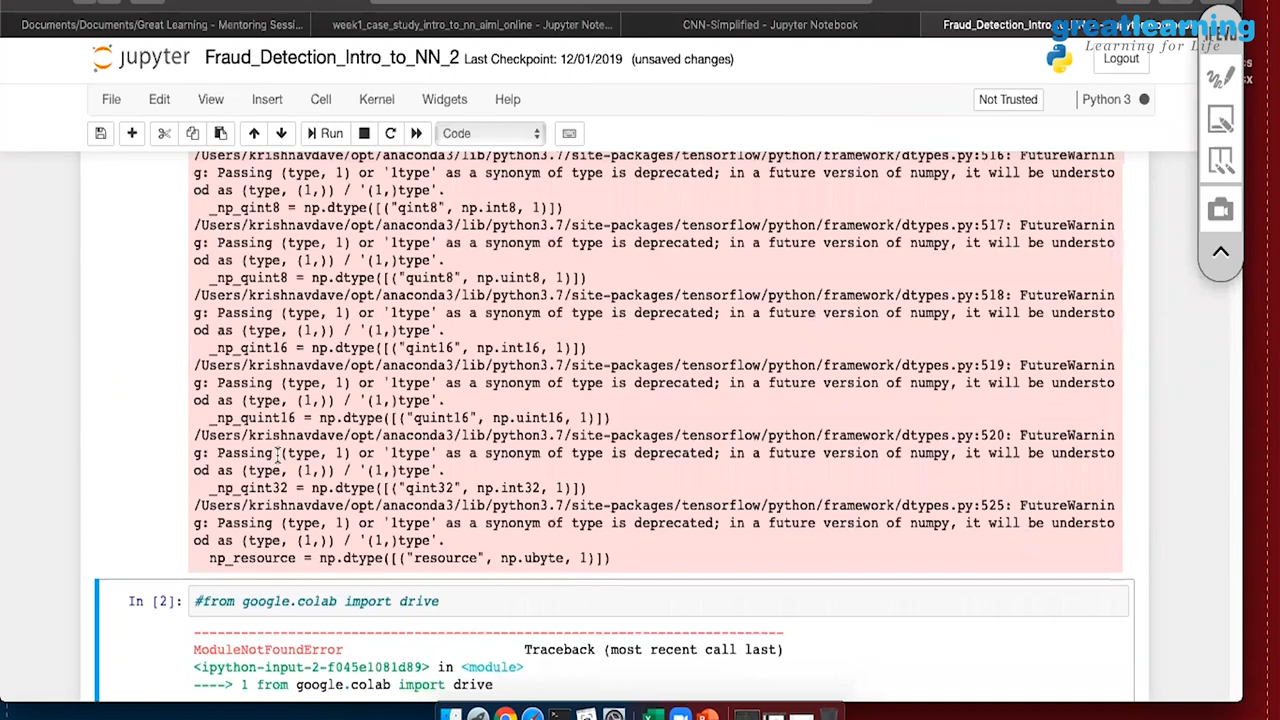 Documents/Documents/Great Learning - Mentoring Sessi...
week1_case_study_intro_to_nn_aiml_online - Jupyter Note...
CNN-Simplified - Jupyter Notebook
Fraud_Detection_Intro_to
greatlearning
Learning for Life
jupyter
Fraud_Detection_Intro_to_NN_2 Last Checkpoint: 12/01/2019 (unsaved changes)
Logout
File Edit View Insert Cell Kernel Widgets Help
Not Trusted
Python 3
Run
Code
/Users/krishnavdave/opt/anaconda3/lib/python3.7/site-packages/tensorflow/python/framework/dtypes.py:516: FutureWarnin
g: Passing (type, 1) or '1type' as a synonym of type is deprecated; in a future version of numpy, it will be understo
od as (type, (1,)) / '(1,)type'.
_np_qint8 = np.dtype([("qint8", np.int8, 1)])
/Users/krishnavdave/opt/anaconda3/lib/python3.7/site-packages/tensorflow/python/framework/dtypes.py:517: FutureWarnin
g: Passing (type, 1) or '1type' as a synonym of type is deprecated; in a future version of numpy, it will be understo
od as (type, (1,)) / '(1,)type'.
_np_quint8 = np.dtype([("quint8", np.uint8, 1)])
/Users/krishnavdave/opt/anaconda3/lib/python3.7/site-packages/tensorflow/python/framework/dtypes.py:518: FutureWarnin
g: Passing (type, 1) or '1type' as a synonym of type is deprecated; in a future version of numpy, it will be understo
od as (type, (1,)) / '(1,)type'.
_np_qint16 = np.dtype([("qint16", np.int16, 1)])
/Users/krishnavdave/opt/anaconda3/lib/python3.7/site-packages/tensorflow/python/framework/dtypes.py:519: FutureWarnin
g: Passing (type, 1) or '1type' as a synonym of type is deprecated; in a future version of numpy, it will be understo
od as (type, (1,)) / '(1,)type'.
_np_quint16 = np.dtype([("quint16", np.uint16, 1)])
/Users/krishnavdave/opt/anaconda3/lib/python3.7/site-packages/tensorflow/python/framework/dtypes.py:520: FutureWarnin
g: Passing (type, 1) or '1type' as a synonym of type is deprecated; in a future version of numpy, it will be understo
od as (type, (1,)) / '(1,)type'.
_np_qint32 = np.dtype([("qint32", np.int32, 1)])
/Users/krishnavdave/opt/anaconda3/lib/python3.7/site-packages/tensorflow/python/framework/dtypes.py:525: FutureWarnin
g: Passing (type, 1) or '1type' as a synonym of type is deprecated; in a future version of numpy, it will be understo
od as (type, (1,)) / '(1,)type'.
np_resource = np.dtype([("resource", np.ubyte, 1)])
In [2]: #from google.colab import drive
---------------------------------------------------------------------------
ModuleNotFoundError Traceback (most recent call last)
<ipython-input-2-f045e1081d89> in <module>
----> 1 from google.colab import drive